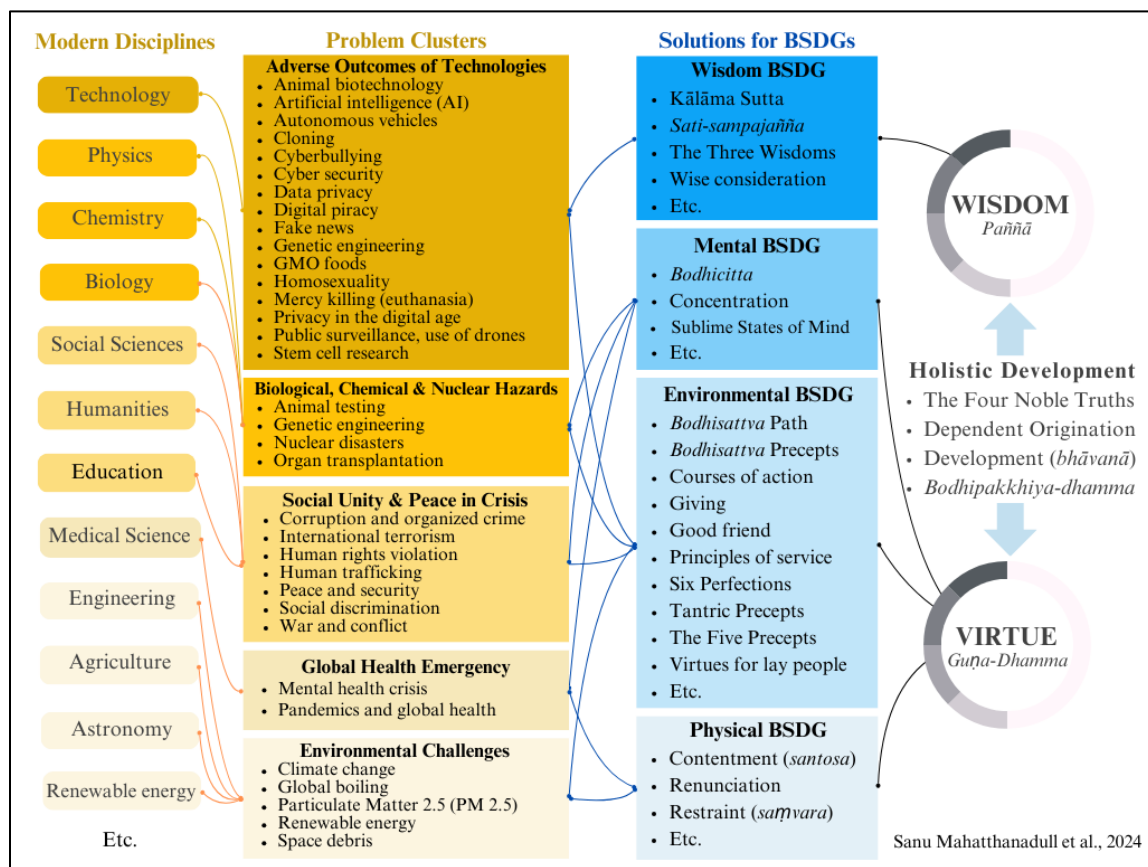 Modern Disciplines
Technology
Physics
Chemistry
Biology
Social Sciences
Humanities
Education
Medical Science
Engineering
Agriculture
Astronomy
Renewable energy
Etc.
Problem Clusters
Adverse Outcomes of Technologies
• Animal biotechnology
• Artificial intelligence (AI)
• Autonomous vehicles
• Cloning
• Cyberbullying
• Cyber security
• Data privacy
• Digital piracy
• Fake news
• Genetic engineering
• GMO foods
• Homosexuality
• Mercy killing (euthanasia)
• Privacy in the digital age
• Public surveillance, use of drones
• Stem cell research
Biological, Chemical & Nuclear Hazards
• Animal testing
• Genetic engineering
• Nuclear disasters
• Organ transplantation
Social Unity & Peace in Crisis
• Corruption and organized crime
• International terrorism
• Human rights violation
• Human trafficking
• Peace and security
• Social discrimination
• War and conflict
Global Health Emergency
• Mental health crisis
• Pandemics and global health
Environmental Challenges
• Climate change
• Global boiling
• Particulate Matter 2.5 (PM 2.5)
• Renewable energy
• Space debris
Solutions for BSDGs
Wisdom BSDG
• Kālāma Sutta
• Sati-sampajañña
• The Three Wisdoms
• Wise consideration
• Etc.
Mental BSDG
• Bodhicitta
• Concentration
• Sublime States of Mind
• Etc.
Environmental BSDG
• Bodhisattva Path
• Bodhisattva Precepts
• Courses of action
• Giving
• Good friend
• Principles of service
• Six Perfections
• Tantric Precepts
• The Five Precepts
• Virtues for lay people
• Etc.
Physical BSDG
• Contentment (santosa)
• Renunciation
• Restraint (saṃvara)
• Etc.
WISDOM
Paññā
Holistic Development
• The Four Noble Truths
• Dependent Origination
• Development (bhāvanā)
• Bodhipakkhiya-dhamma
VIRTUE
Guṇa-Dhamma
Sanu Mahatthanadull et al., 2024